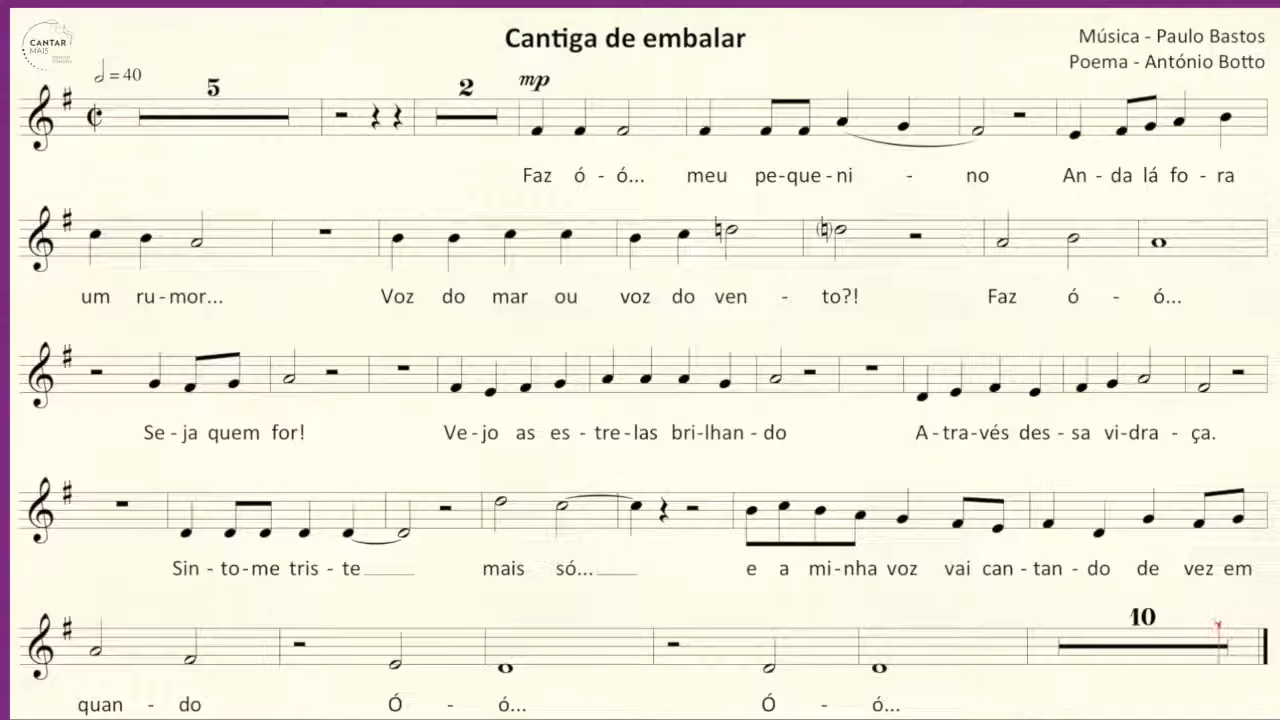 Cantiga de embalar
CANTAR
MAIS
Música - Paulo Bastos
Poema - António Botto
= 40
5
2
mp
Faz ó - ó... meu pe-que-ni - no An - da lá fo - ra
um ru-mor... Voz do mar ou voz do ven - to?! Faz ó - ó...
Se-ja quem for! Ve-jo as es-tre-las bri-lhan-do A-tra-vés des-sa vi-dra-ça.
Sin-to-me tris-te____ mais só...____ e a mi-nha voz vai can-tan-do de vez em
10
quan - do Ó - ó... Ó - ó...